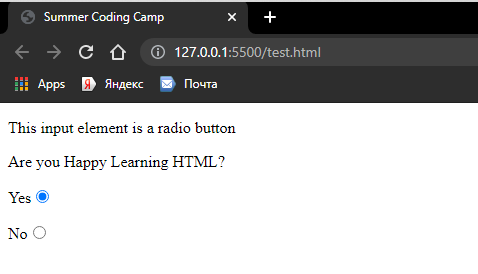 Summer Coding Camp
127.0.0.1:5500/test.html
Apps Яндекс Почта
This input element is a radio button
Are you Happy Learning HTML?
Yes
No